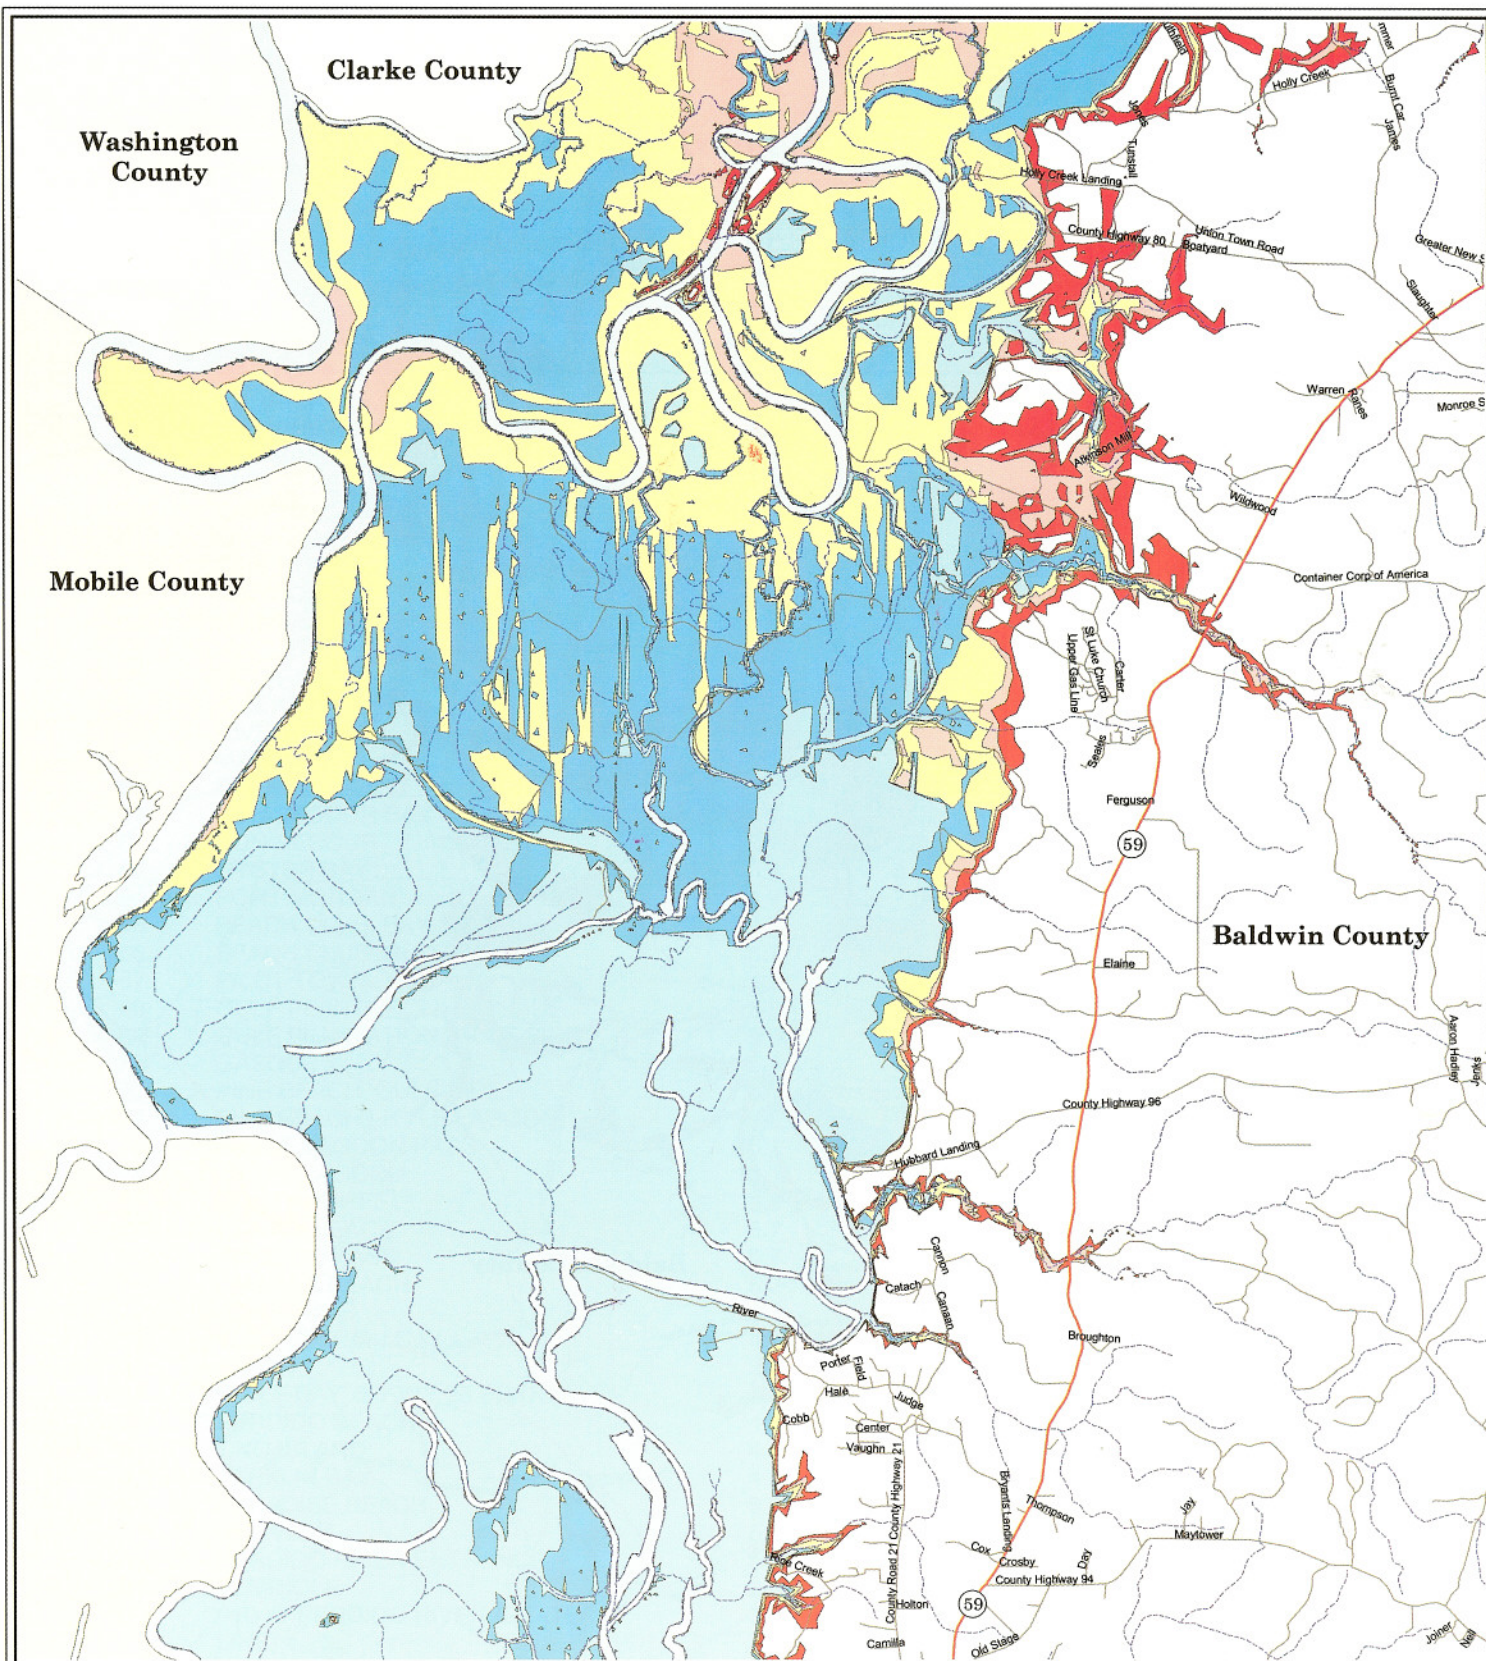 Clarke County
Washington
County
Mobile County
Baldwin County
Holly Creek
Burnt Car
James
Jones
Tunstall
Holly Creek Landing
County Highway 80
Union Town Road
Boatyard
Greater New S
Slaughter
Warren
Ranes
Monroe S
Atkinson Mill
Wildwood
Container Corp of America
St Luke Church
Upper Gas Line
Carter
Seales
Ferguson
59
Elaine
Aaron Hadley
Jenks
County Highway 96
Hubbard Landing
Cannon
Catach
Canaan
River
Broughton
Porter
Field
Hale
Judge
Cobb
Center
Vaughn
County Road 21 County Highway 21
Bryants Landing
Thompson
Jay
Maytower
Cox
Crosby
Day
County Highway 94
Rice Creek
Holton
59
Camilla
Old Stage
Joiner
Neil